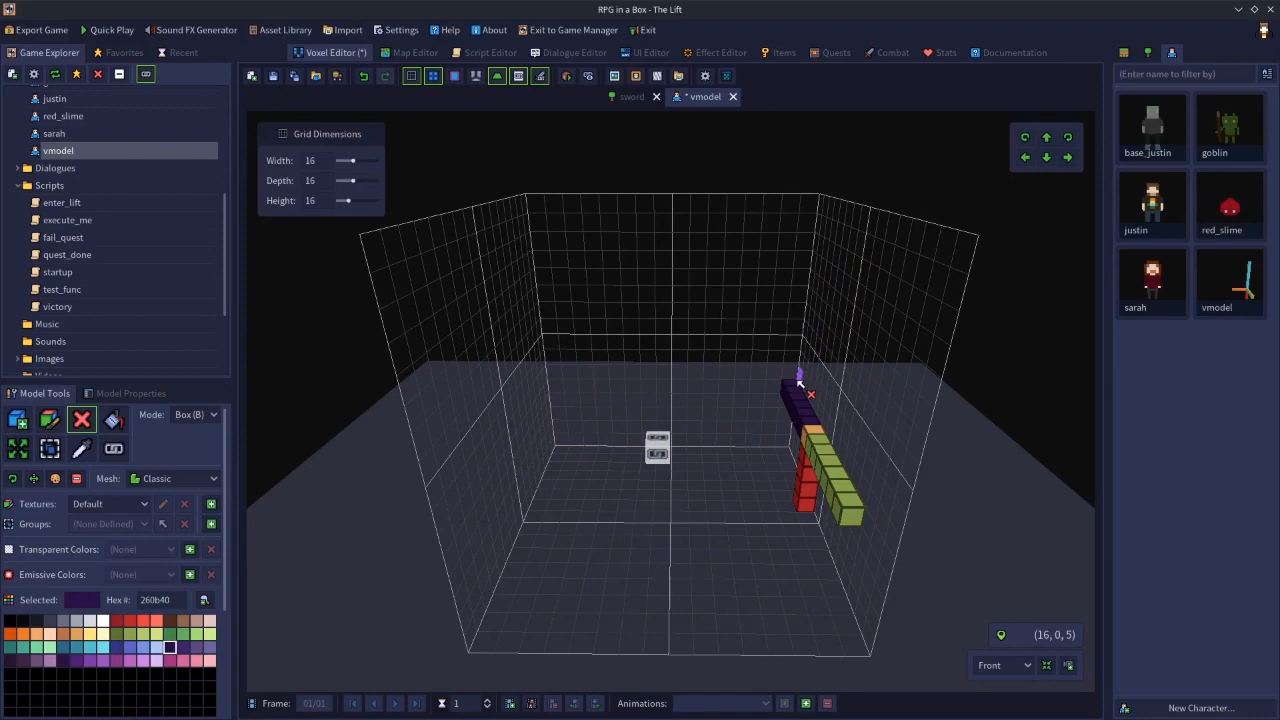 RPG in a Box - The Lift
Export Game Quick Play Sound FX Generator Asset Library Import Settings Help About Exit to Game Manager Exit
Game Explorer Favorites Recent Voxel Editor (*) Map Editor Script Editor Dialogue Editor UI Editor Effect Editor Items Quests Combat Stats Documentation
(Enter name to filter by)
sword * vmodel
justin
red_slime
sarah
vmodel
Dialogues
Scripts
enter_lift
execute_me
fail_quest
quest_done
startup
test_func
victory
Music
Sounds
Images
Grid Dimensions
Width: 16
Depth: 16
Height: 16
base_justin goblin
justin red_slime
sarah vmodel
Model Tools Model Properties
Mode: Box (B)
Mesh: Classic
Textures: Default
Groups: (None Defined)
Transparent Colors: (None)
Emissive Colors: (None)
Selected: Hex #: 260b40
(16, 0, 5)
Front
Frame: 01/01 1 Animations:
New Character...